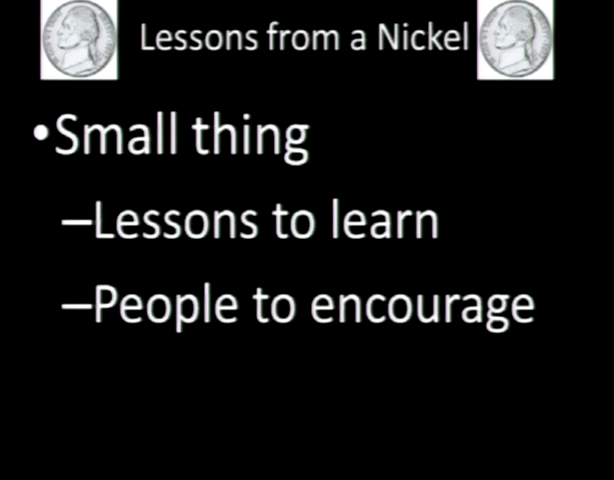 Lessons from a Nickel
•Small thing
–Lessons to learn
–People to encourage